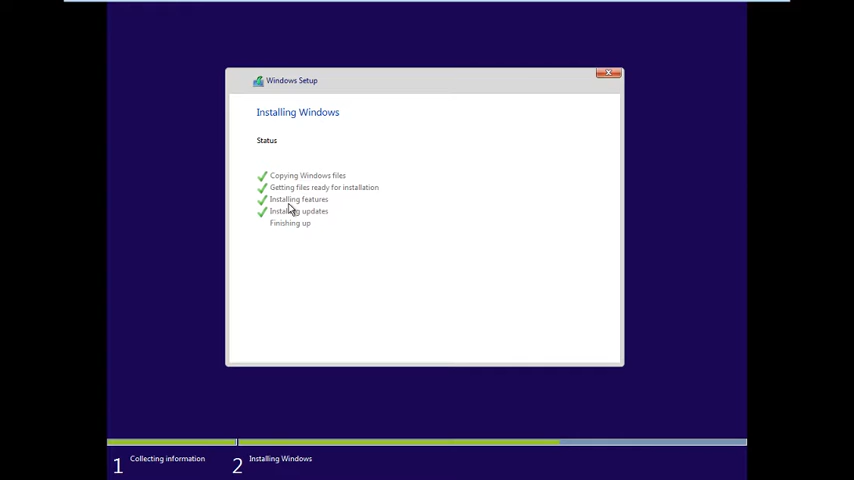 Windows Setup
Installing Windows
Status
Copying Windows files
Getting files ready for installation
Installing features
Installing updates
Finishing up
1 Collecting information
2 Installing Windows